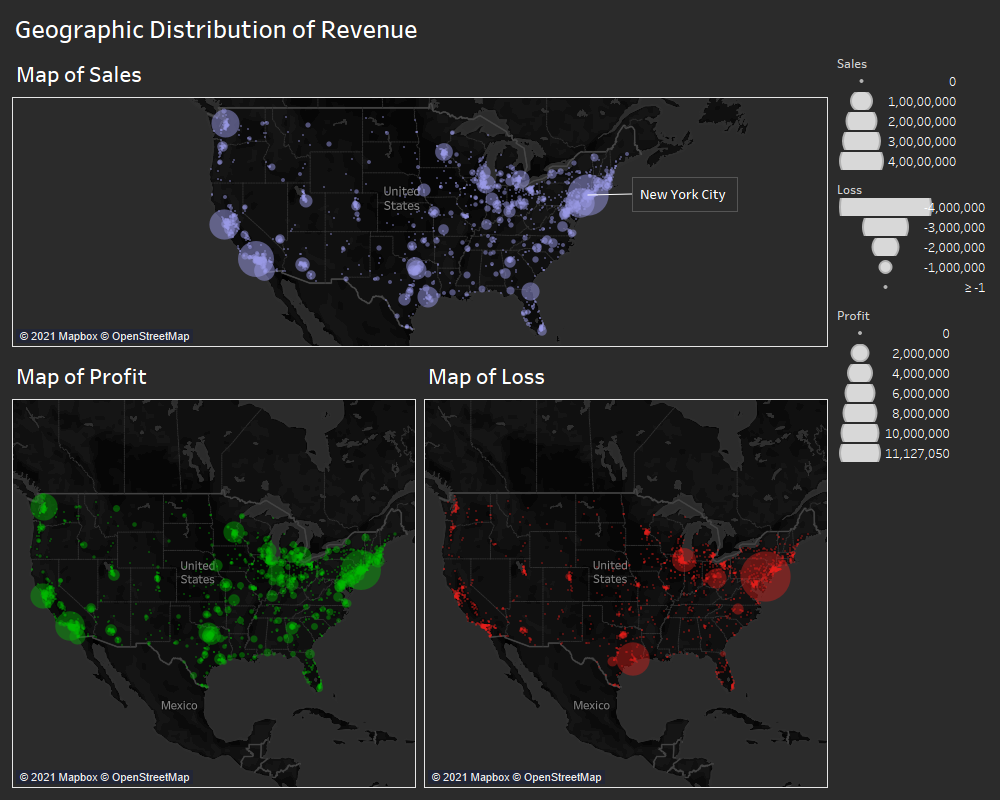 Geographic Distribution of Revenue
Map of Sales
United
States
New York City
© 2021 Mapbox © OpenStreetMap
Map of Profit
United
States
Mexico
© 2021 Mapbox © OpenStreetMap
Map of Loss
United
States
Mexico
© 2021 Mapbox © OpenStreetMap
Sales
0
1,00,00,000
2,00,00,000
3,00,00,000
4,00,00,000
Loss
-4,000,000
-3,000,000
-2,000,000
-1,000,000
≥ -1
Profit
0
2,000,000
4,000,000
6,000,000
8,000,000
10,000,000
11,127,050